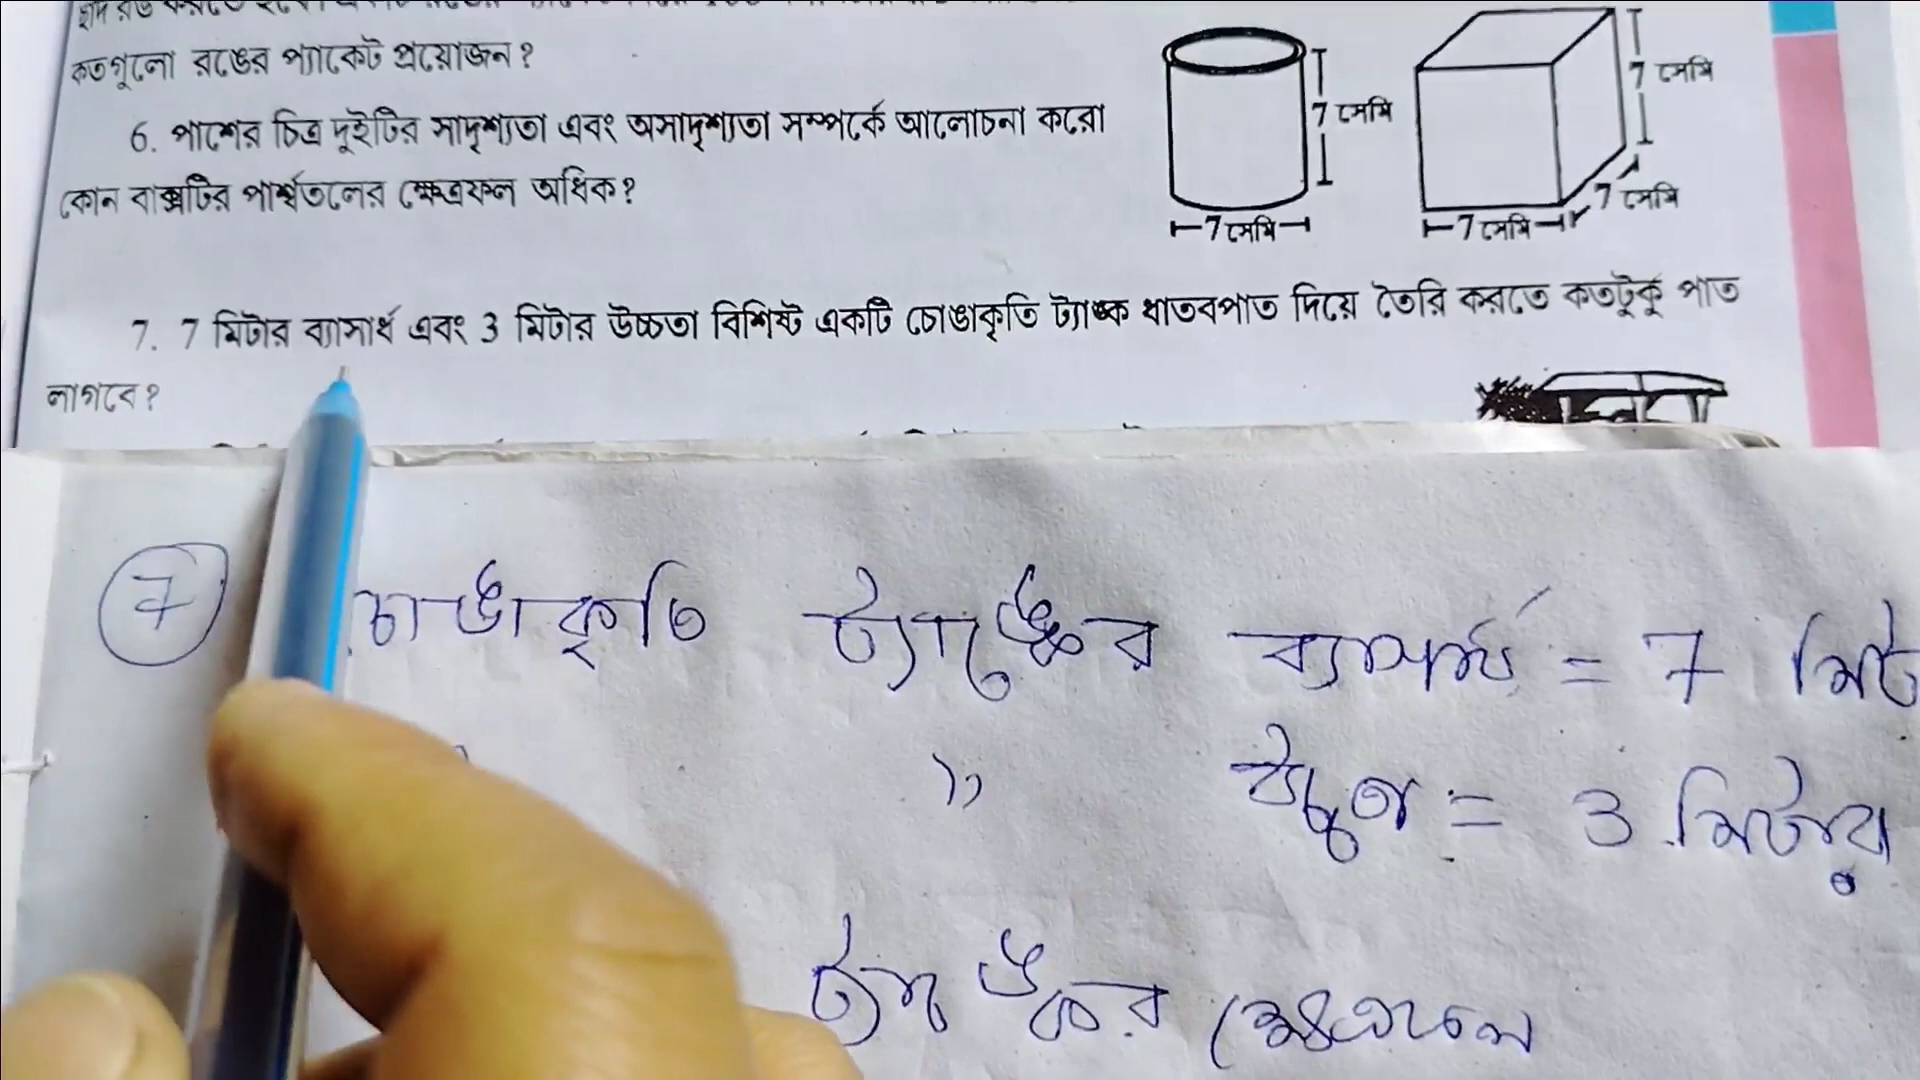 কতগুলো রঙের প্যাকেট প্রয়োজন?
6. পাশের চিত্র দুইটির সাদৃশ্যতা এবং অসাদৃশ্যতা সম্পর্কে আলোচনা করো
কোন বাক্সটির পার্শ্বতলের ক্ষেত্রফল অধিক?
7 সেমি
7 সেমি
7 সেমি
7 সেমি
7 সেমি
7. 7 মিটার ব্যাসার্ধ এবং 3 মিটার উচ্চতা বিশিষ্ট একটি চোঙাকৃতি ট্যাঙ্ক ধাতবপাত দিয়ে তৈরি করতে কতটুকু পাত
লাগবে?
7 চোঙাকৃতি ট্যাঙ্কের ব্যাসার্ধ = 7 মিট
" উচ্চতা = 3 মিটার।
ট্যাঙ্কের ক্ষেত্রফল